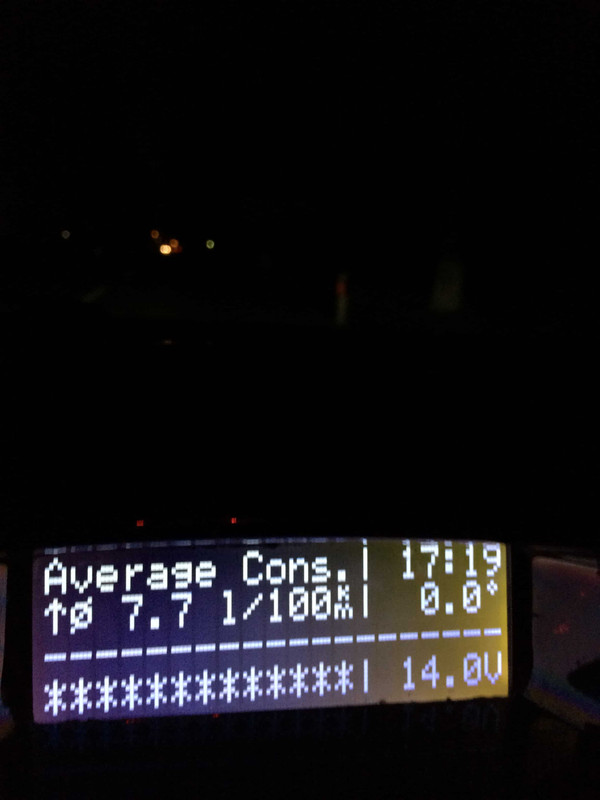 Average Cons.| 17:19
↑ø 7.7 l/100km| 0.0°
--------------------
************| 14.0V